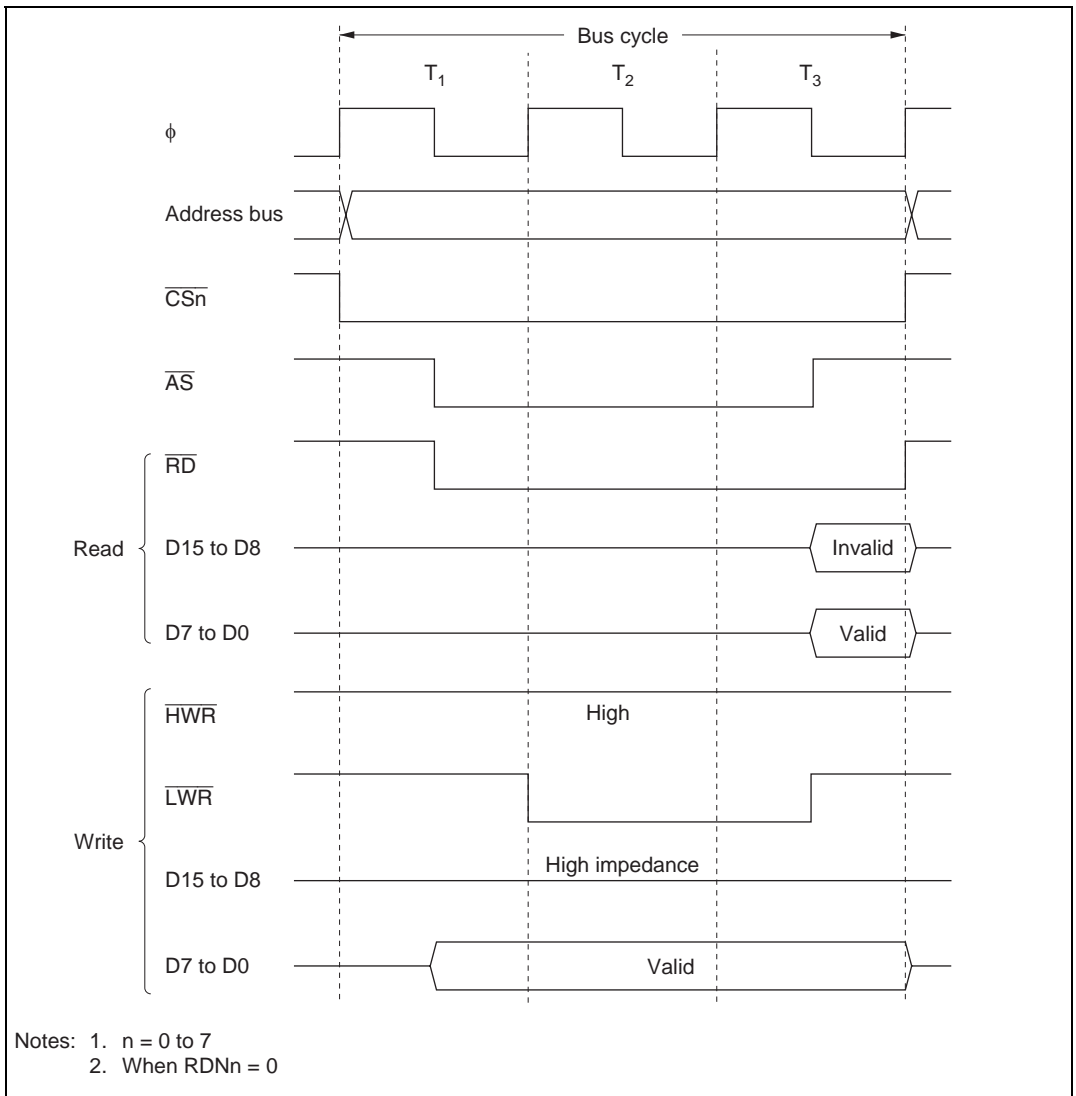 Bus cycle
T1 T2 T3
ϕ
Address bus
CSn
AS
RD
Read D15 to D8 Invalid
D7 to D0 Valid
HWR High
LWR
Write
High impedance
D15 to D8
D7 to D0 Valid
Notes: 1. n = 0 to 7
2. When RDNn = 0